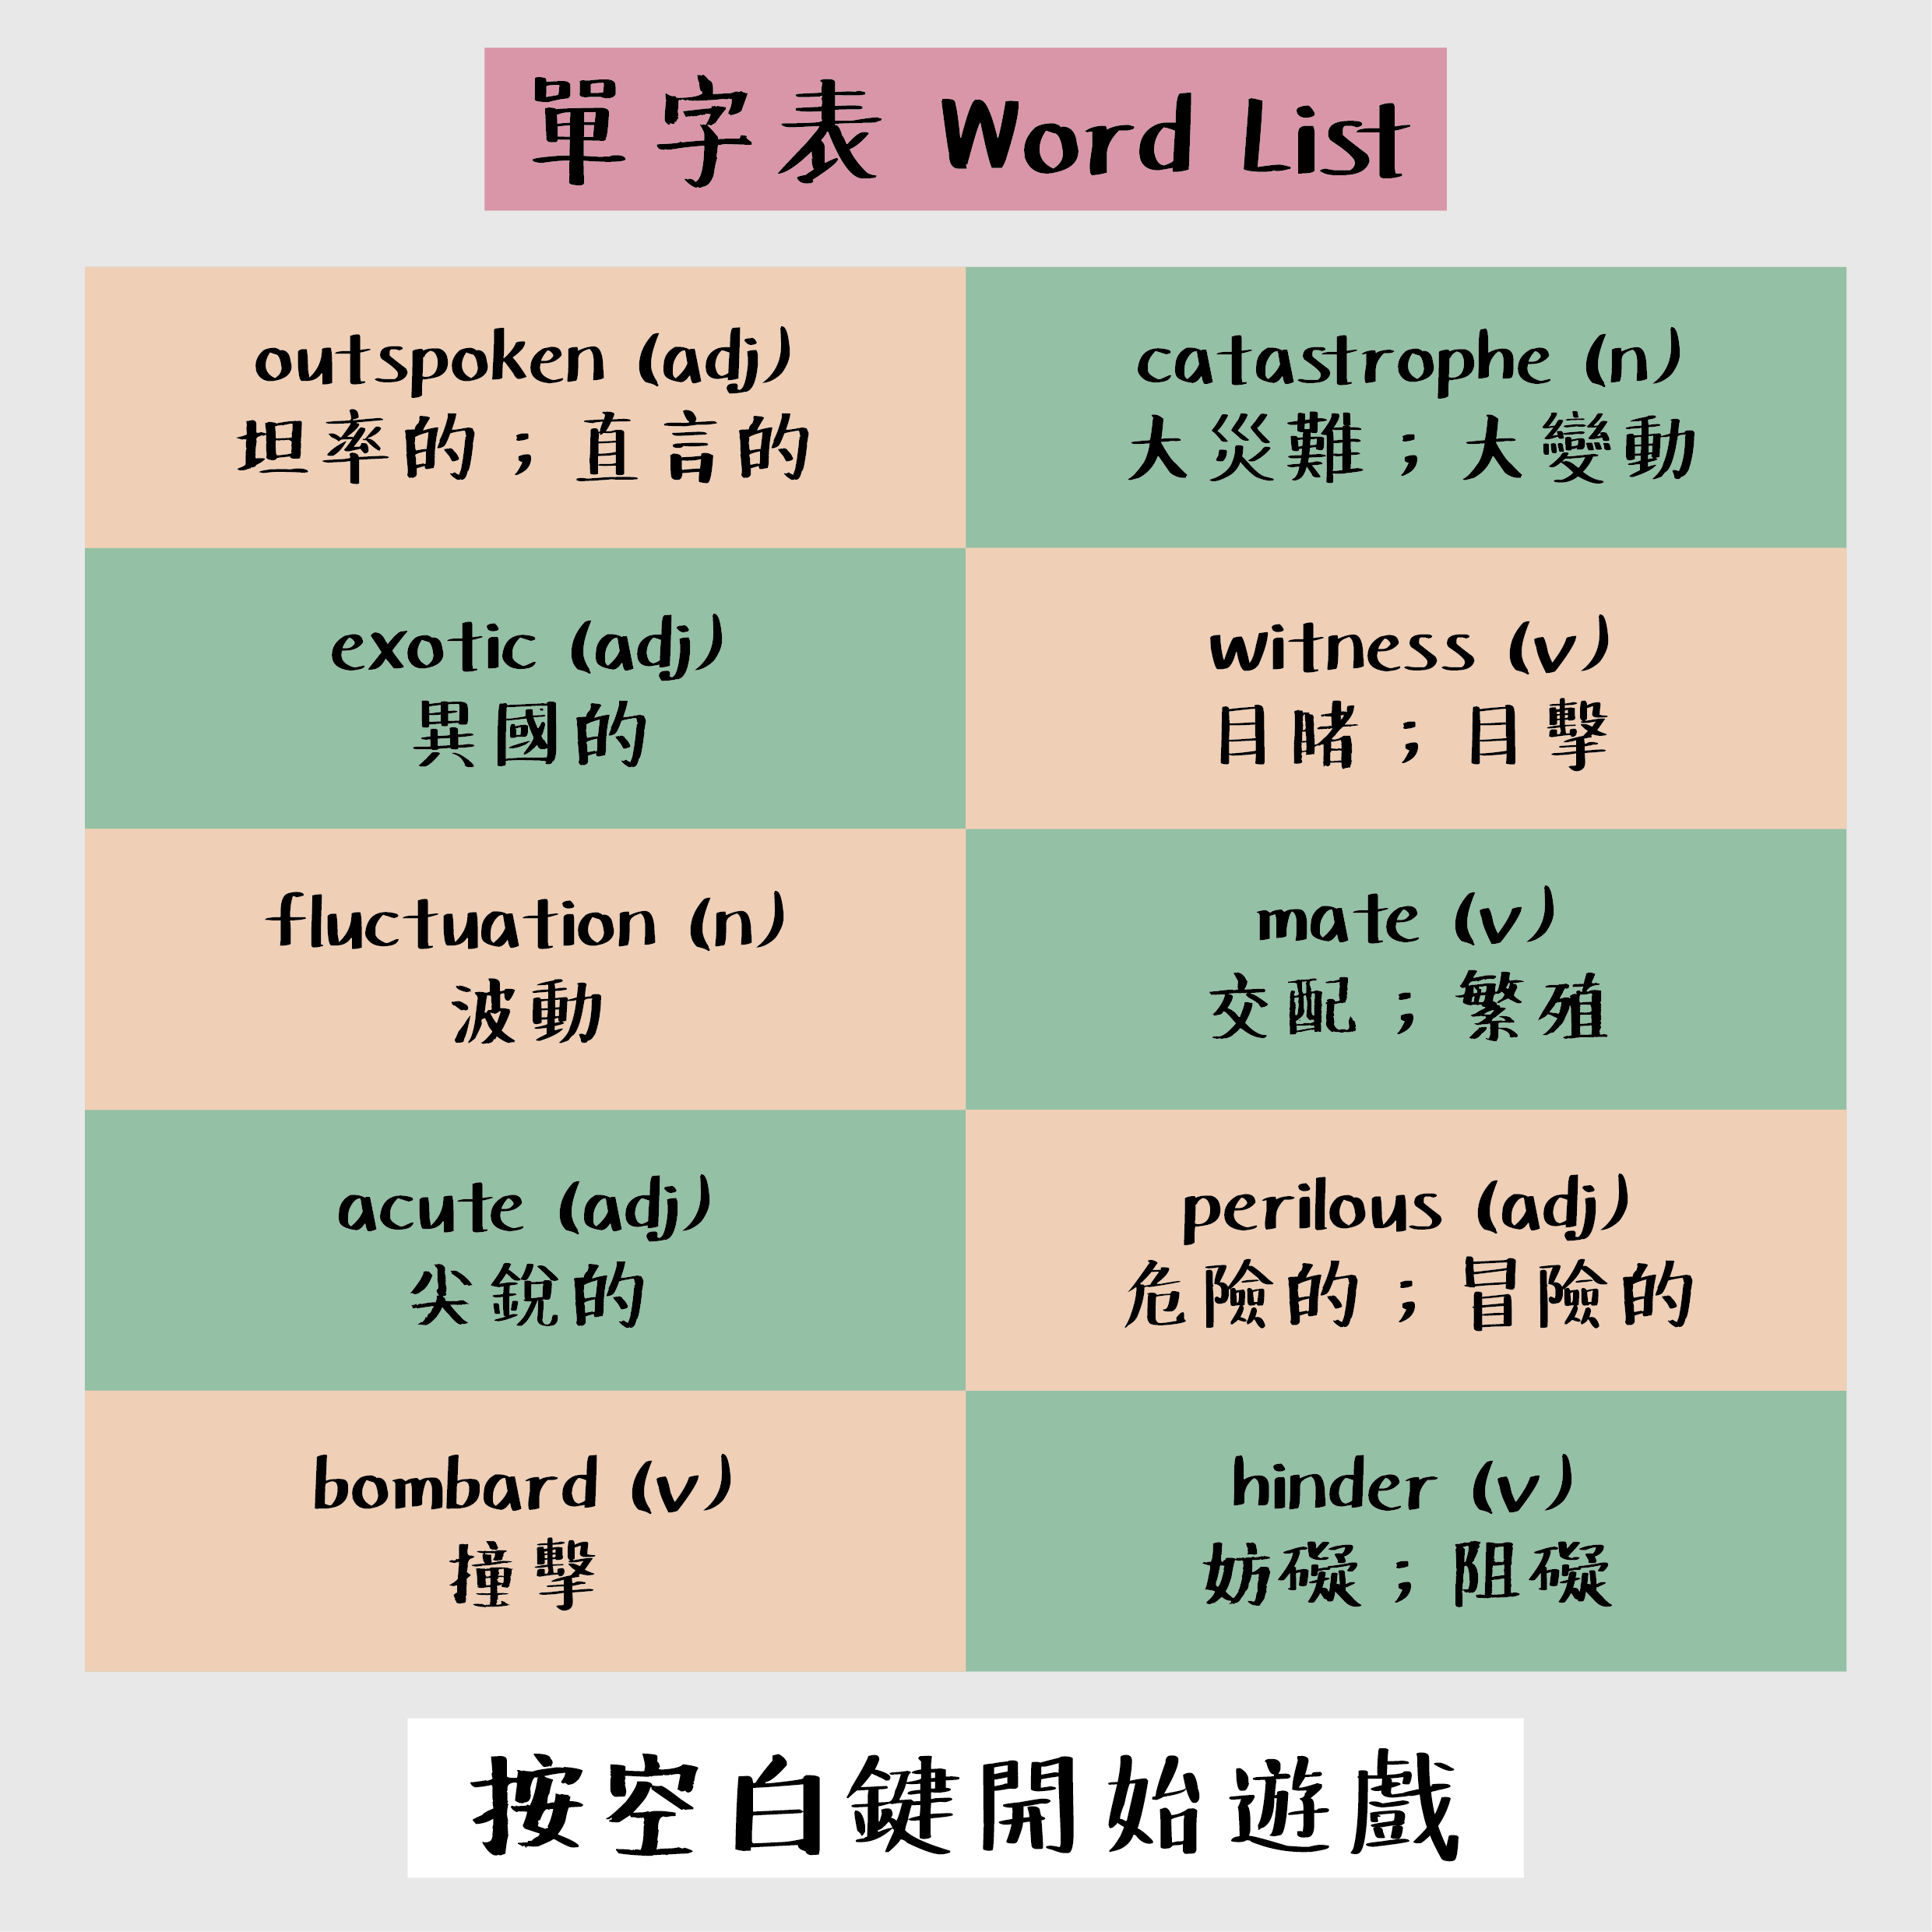 單字表 Word List
outspoken (adj)
坦率的；直言的
catastrophe (n)
大災難；大變動
exotic (adj)
異國的
witness (v)
目睹；目擊
fluctuation (n)
波動
mate (v)
交配；繁殖
acute (adj)
尖銳的
perilous (adj)
危險的；冒險的
bombard (v)
撞擊
hinder (v)
妨礙；阻礙
按空白鍵開始遊戲